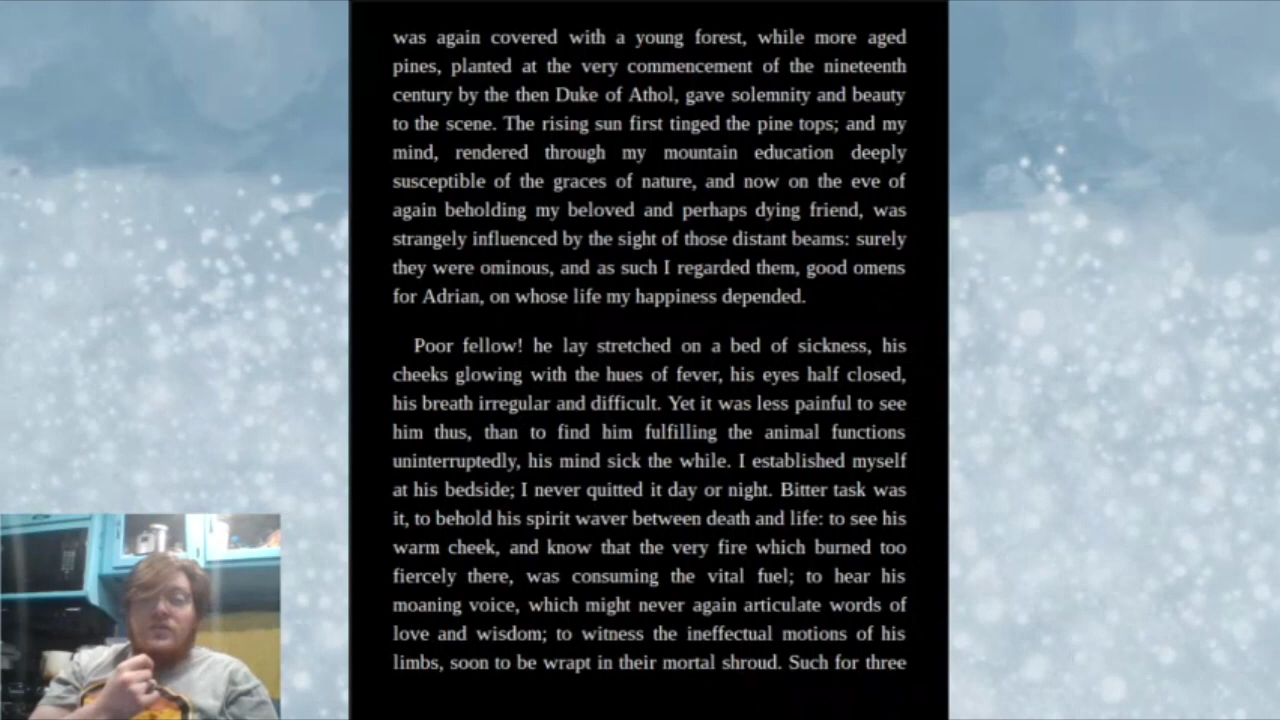 was again covered with a young forest, while more aged
pines, planted at the very commencement of the nineteenth
century by the then Duke of Athol, gave solemnity and beauty
to the scene. The rising sun first tinged the pine tops; and my
mind, rendered through my mountain education deeply
susceptible of the graces of nature, and now on the eve of
again beholding my beloved and perhaps dying friend, was
strangely influenced by the sight of those distant beams: surely
they were ominous, and as such I regarded them, good omens
for Adrian, on whose life my happiness depended.
Poor fellow! he lay stretched on a bed of sickness, his
cheeks glowing with the hues of fever, his eyes half closed,
his breath irregular and difficult. Yet it was less painful to see
him thus, than to find him fulfilling the animal functions
uninterruptedly, his mind sick the while. I established myself
at his bedside; I never quitted it day or night. Bitter task was
it, to behold his spirit waver between death and life: to see his
warm cheek, and know that the very fire which burned too
fiercely there, was consuming the vital fuel; to hear his
moaning voice, which might never again articulate words of
love and wisdom; to witness the ineffectual motions of his
limbs, soon to be wrapt in their mortal shroud. Such for three